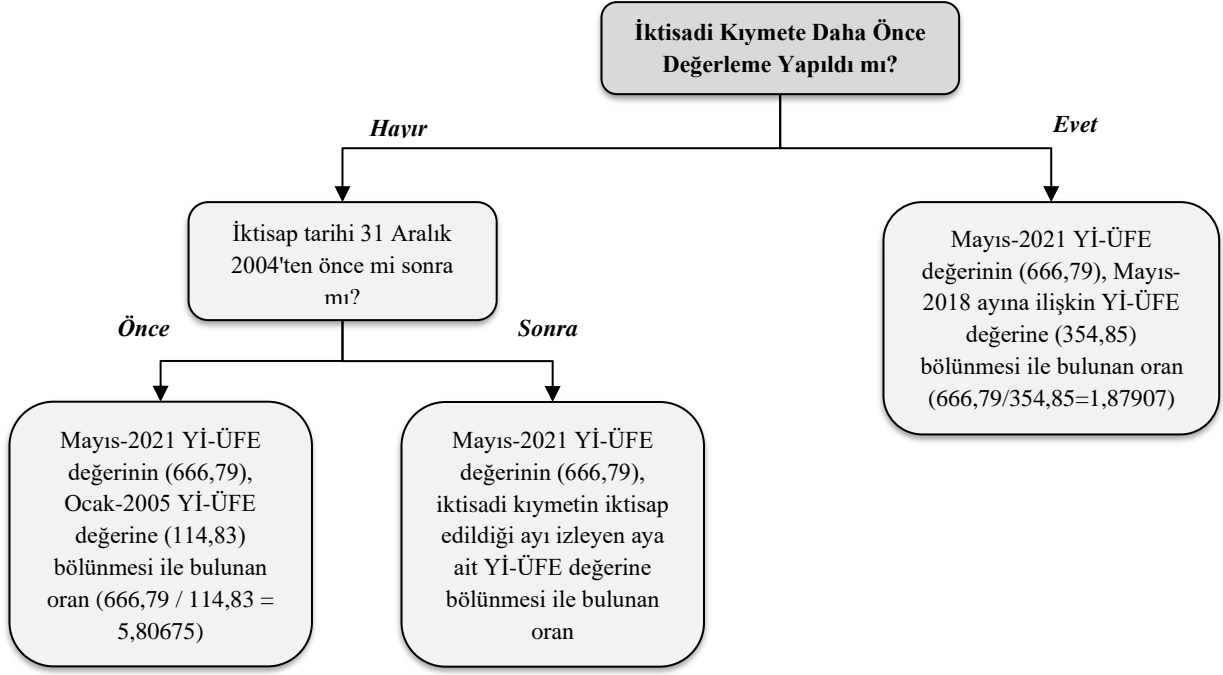 İktisadi Kıymete Daha Önce
Değerleme Yapıldı mı?
Hayır
Evet
İktisap tarihi 31 Aralık
2004'ten önce mi sonra
mı?
Mayıs-2021 Yİ-ÜFE
değerinin (666,79), Mayıs-
2018 ayına ilişkin Yİ-ÜFE
değerine (354,85)
bölünmesi ile bulunan oran
(666,79/354,85=1,87907)
Önce
Sonra
Mayıs-2021 Yİ-ÜFE
değerinin (666,79),
Ocak-2005 Yİ-ÜFE
değerine (114,83)
bölünmesi ile bulunan
oran (666,79 / 114,83 =
5,80675)
Mayıs-2021 Yİ-ÜFE
değerinin (666,79),
iktisadi kıymetin iktisap
edildiği ayı izleyen aya
ait Yİ-ÜFE değerine
bölünmesi ile bulunan
oran